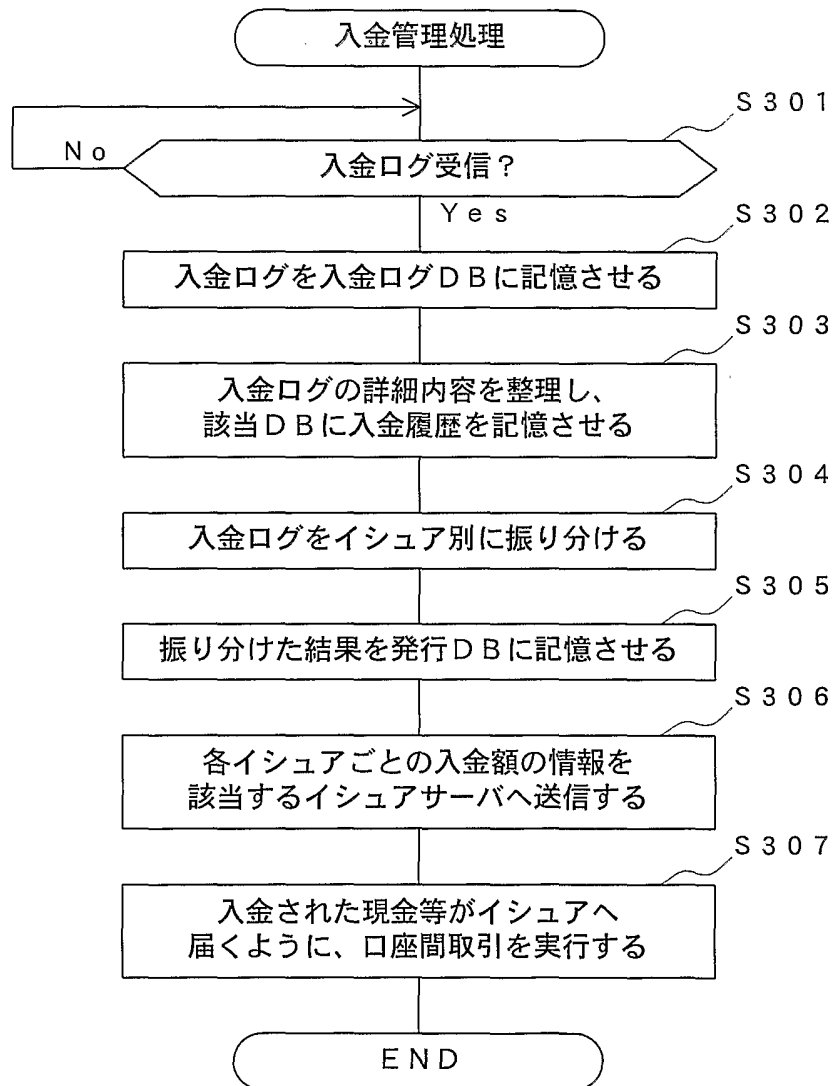 入金管理処理
S301
No
入金ログ受信？
Yes
S302
入金ログを入金ログDBに記憶させる
S303
入金ログの詳細内容を整理し、
該当DBに入金履歴を記憶させる
S304
入金ログをイシュア別に振り分ける
S305
振り分けた結果を発行DBに記憶させる
S306
各イシュアごとの入金額の情報を
該当するイシュアサーバへ送信する
S307
入金された現金等がイシュアへ
届くように、口座間取引を実行する
END